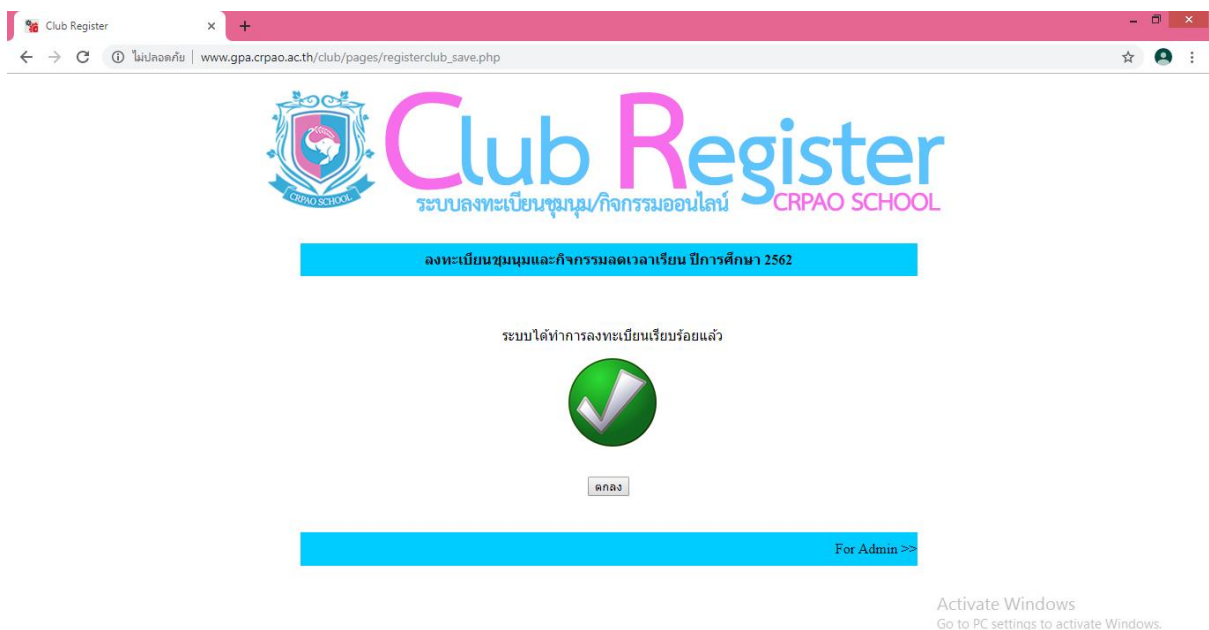 Club Register
ไม่ปลอดภัย www.gpa.crpao.ac.th/club/pages/registerclub_save.php
Club Register
ระบบลงทะเบียนชุมนุม/กิจกรรมออนไลน์ CRPAO SCHOOL
CRPAO SCHOOL
ลงทะเบียนชุมนุมและกิจกรรมลดเวลาเรียน ปีการศึกษา 2562
ระบบได้ทำการลงทะเบียนเรียบร้อยแล้ว
ตกลง
For Admin >>
Activate Windows
Go to PC settings to activate Windows.